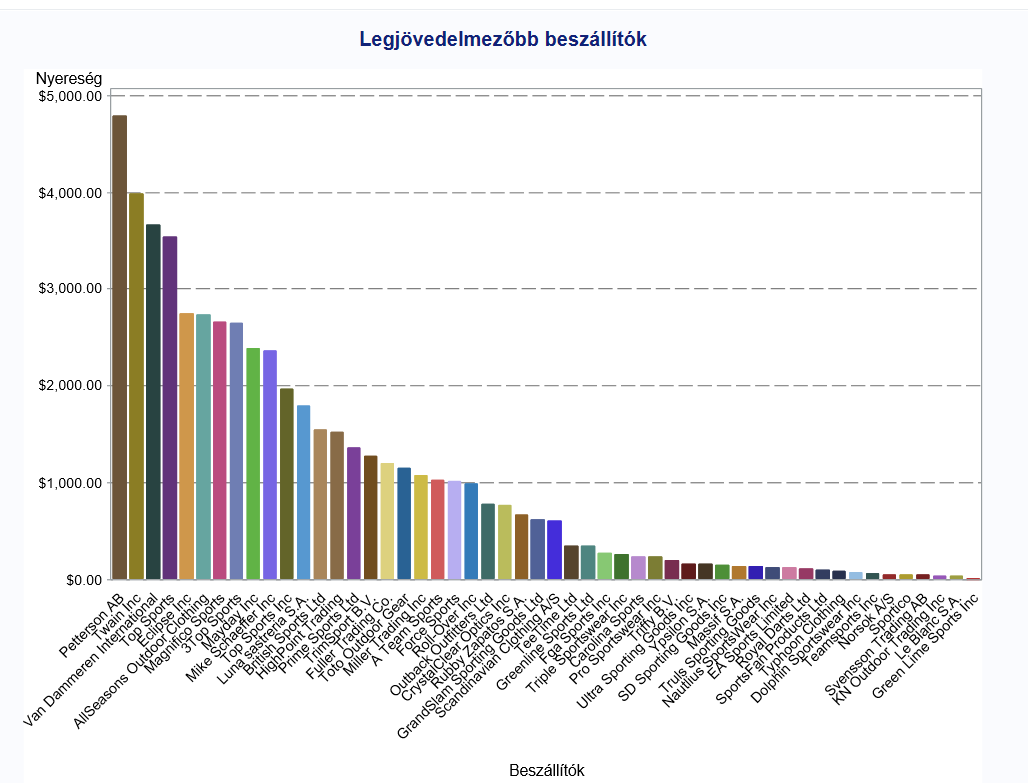 Legjövedelmezőbb beszállítók
Nyereség
$5,000.00
$4,000.00
$3,000.00
$2,000.00
$1,000.00
$0.00
Petterson AB
Twain Inc
Van Dammeren International
Top Sports
Eclipse Inc
AllSeasons Outdoor Clothing
Magnifico Sports
3Top Sports
Mayday Inc
Mike Schaeffer Inc
Top Sports Inc
Luna sastreria S.A.
British Sports Ltd
HighPoint Trading
Prime Sports Ltd
TrimSport B.V.
Fuller Trading Co.
Toto Outdoor Gear
Miller Trading Inc
A Team Sports
Force Sports
Roll-Over Inc
Outback Outfitters Ltd
CrystalClear Optics Inc
Rubby Zapatos S.A.
GrandSlam Sporting Goods Ltd
Scandinavian Clothing A/S
TeeTime Ltd
Greenline Sports Ltd
Fga Sports Inc
Triple Sportswear Inc
Carolina Sports
Pro Sportswear Inc
Triffy B.V.
Ultra Sporting Goods Inc
Ypsilon S.A.
SD Sporting Goods Inc
Massif S.A.
Truls Sporting Goods
Nautilus SportsWear Inc
EA Sports Limited
Royal Darts Ltd
SportsFan Products Ltd
Typhoon Clothing
Dolphin Sportswear Inc
Teamsports Inc
Norsok A/S
Sportico
Svensson Trading AB
KN Outdoor Trading Inc
Le Blanc S.A.
Green Lime Sports Inc
Beszállítók